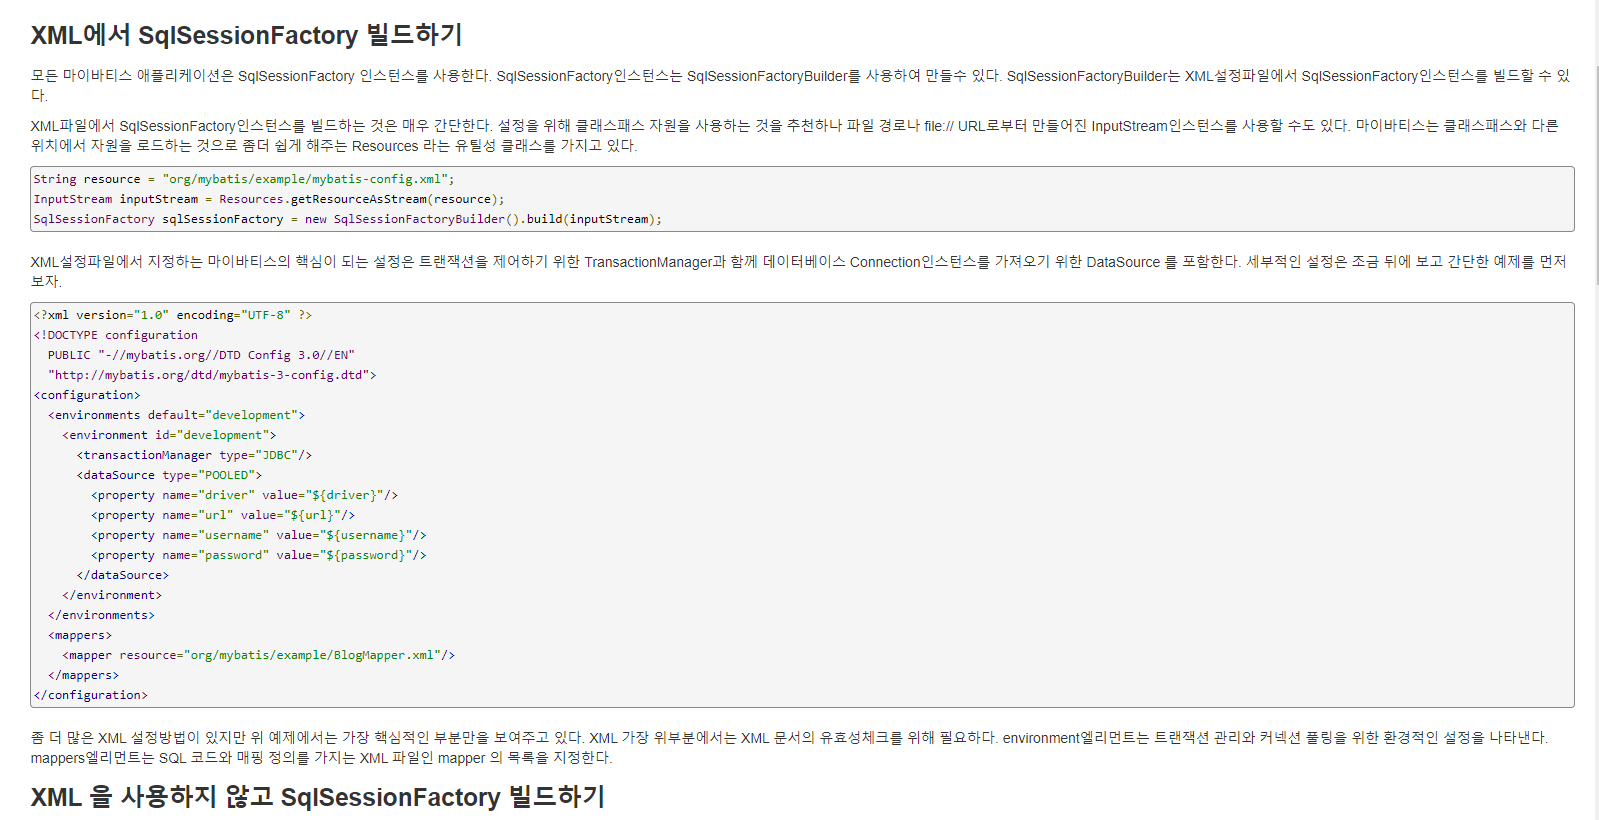 XML에서 SqlSessionFactory 빌드하기
모든 마이바티스 애플리케이션은 SqlSessionFactory 인스턴스를 사용한다. SqlSessionFactory인스턴스는 SqlSessionFactoryBuilder를 사용하여 만들수 있다. SqlSessionFactoryBuilder는 XML설정파일에서 SqlSessionFactory인스턴스를 빌드할 수 있
다.
XML파일에서 SqlSessionFactory인스턴스를 빌드하는 것은 매우 간단한다. 설정을 위해 클래스패스 자원을 사용하는 것을 추천하나 파일 경로나 file:// URL로부터 만들어진 InputStream인스턴스를 사용할 수도 있다. 마이바티스는 클래스패스와 다른
위치에서 자원을 로드하는 것으로 좀더 쉽게 해주는 Resources 라는 유틸성 클래스를 가지고 있다.
String resource = "org/mybatis/example/mybatis-config.xml";
InputStream inputStream = Resources.getResourceAsStream(resource);
SqlSessionFactory sqlSessionFactory = new SqlSessionFactoryBuilder().build(inputStream);
XML설정파일에서 지정하는 마이바티스의 핵심이 되는 설정은 트랜잭션을 제어하기 위한 TransactionManager과 함께 데이터베이스 Connection인스턴스를 가져오기 위한 DataSource 를 포함한다. 세부적인 설정은 조금 뒤에 보고 간단한 예제를 먼저
보자.
<?xml version="1.0" encoding="UTF-8" ?>
<!DOCTYPE configuration
  PUBLIC "-//mybatis.org//DTD Config 3.0//EN"
  "http://mybatis.org/dtd/mybatis-3-config.dtd">
<configuration>
  <environments default="development">
    <environment id="development">
      <transactionManager type="JDBC"/>
      <dataSource type="POOLED">
        <property name="driver" value="${driver}"/>
        <property name="url" value="${url}"/>
        <property name="username" value="${username}"/>
        <property name="password" value="${password}"/>
      </dataSource>
    </environment>
  </environments>
  <mappers>
    <mapper resource="org/mybatis/example/BlogMapper.xml"/>
  </mappers>
</configuration>
좀 더 많은 XML 설정방법이 있지만 위 예제에서는 가장 핵심적인 부분만을 보여주고 있다. XML 가장 위부분에서는 XML 문서의 유효성체크를 위해 필요하다. environment엘리먼트는 트랜잭션 관리와 커넥션 풀링을 위한 환경적인 설정을 나타낸다.
mappers엘리먼트는 SQL 코드와 매핑 정의를 가지는 XML 파일인 mapper 의 목록을 지정한다.
XML 을 사용하지 않고 SqlSessionFactory 빌드하기